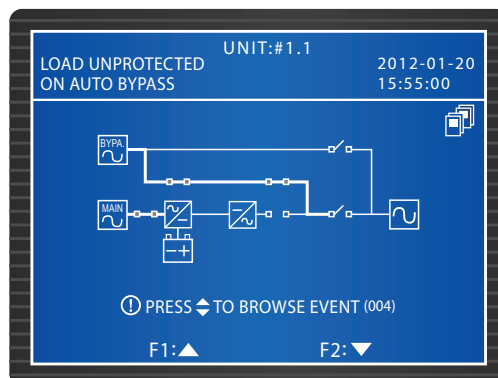 UNIT:#1.1
LOAD UNPROTECTED
ON AUTO BYPASS
2012-01-20
15:55:00
BYPA.
MAIN
PRESS TO BROWSE EVENT (004)
F1:
F2: